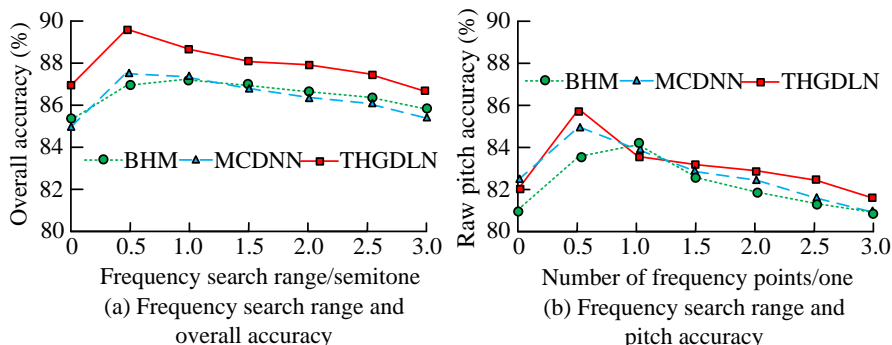 Overall accuracy (%)
90
88
86
84
82
80
BHM MCDNN THGDLN
0 0.5 1.0 1.5 2.0 2.5 3.0
Frequency search range/semitone
(a) Frequency search range and
overall accuracy
Raw pitch accuracy (%)
90
88
86
84
82
80
BHM MCDNN THGDLN
0 0.5 1.0 1.5 2.0 2.5 3.0
Number of frequency points/one
(b) Frequency search range and
pitch accuracy